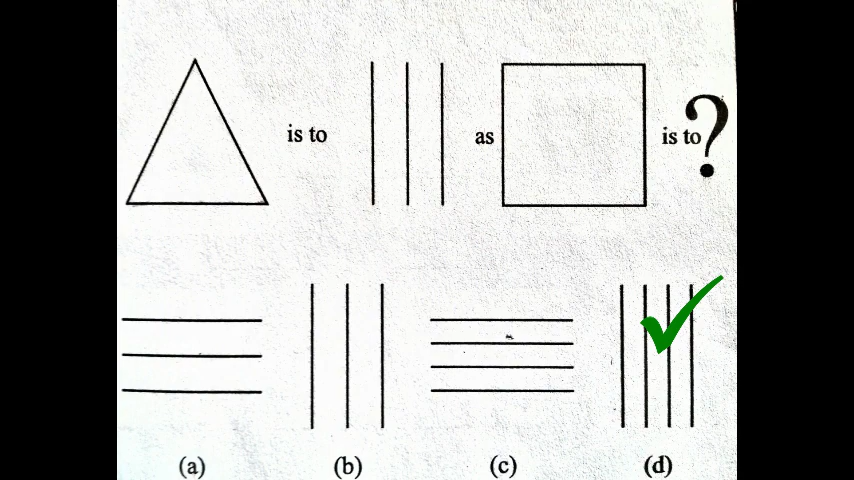 is to as is to ?
(a) (b) (c) (d)